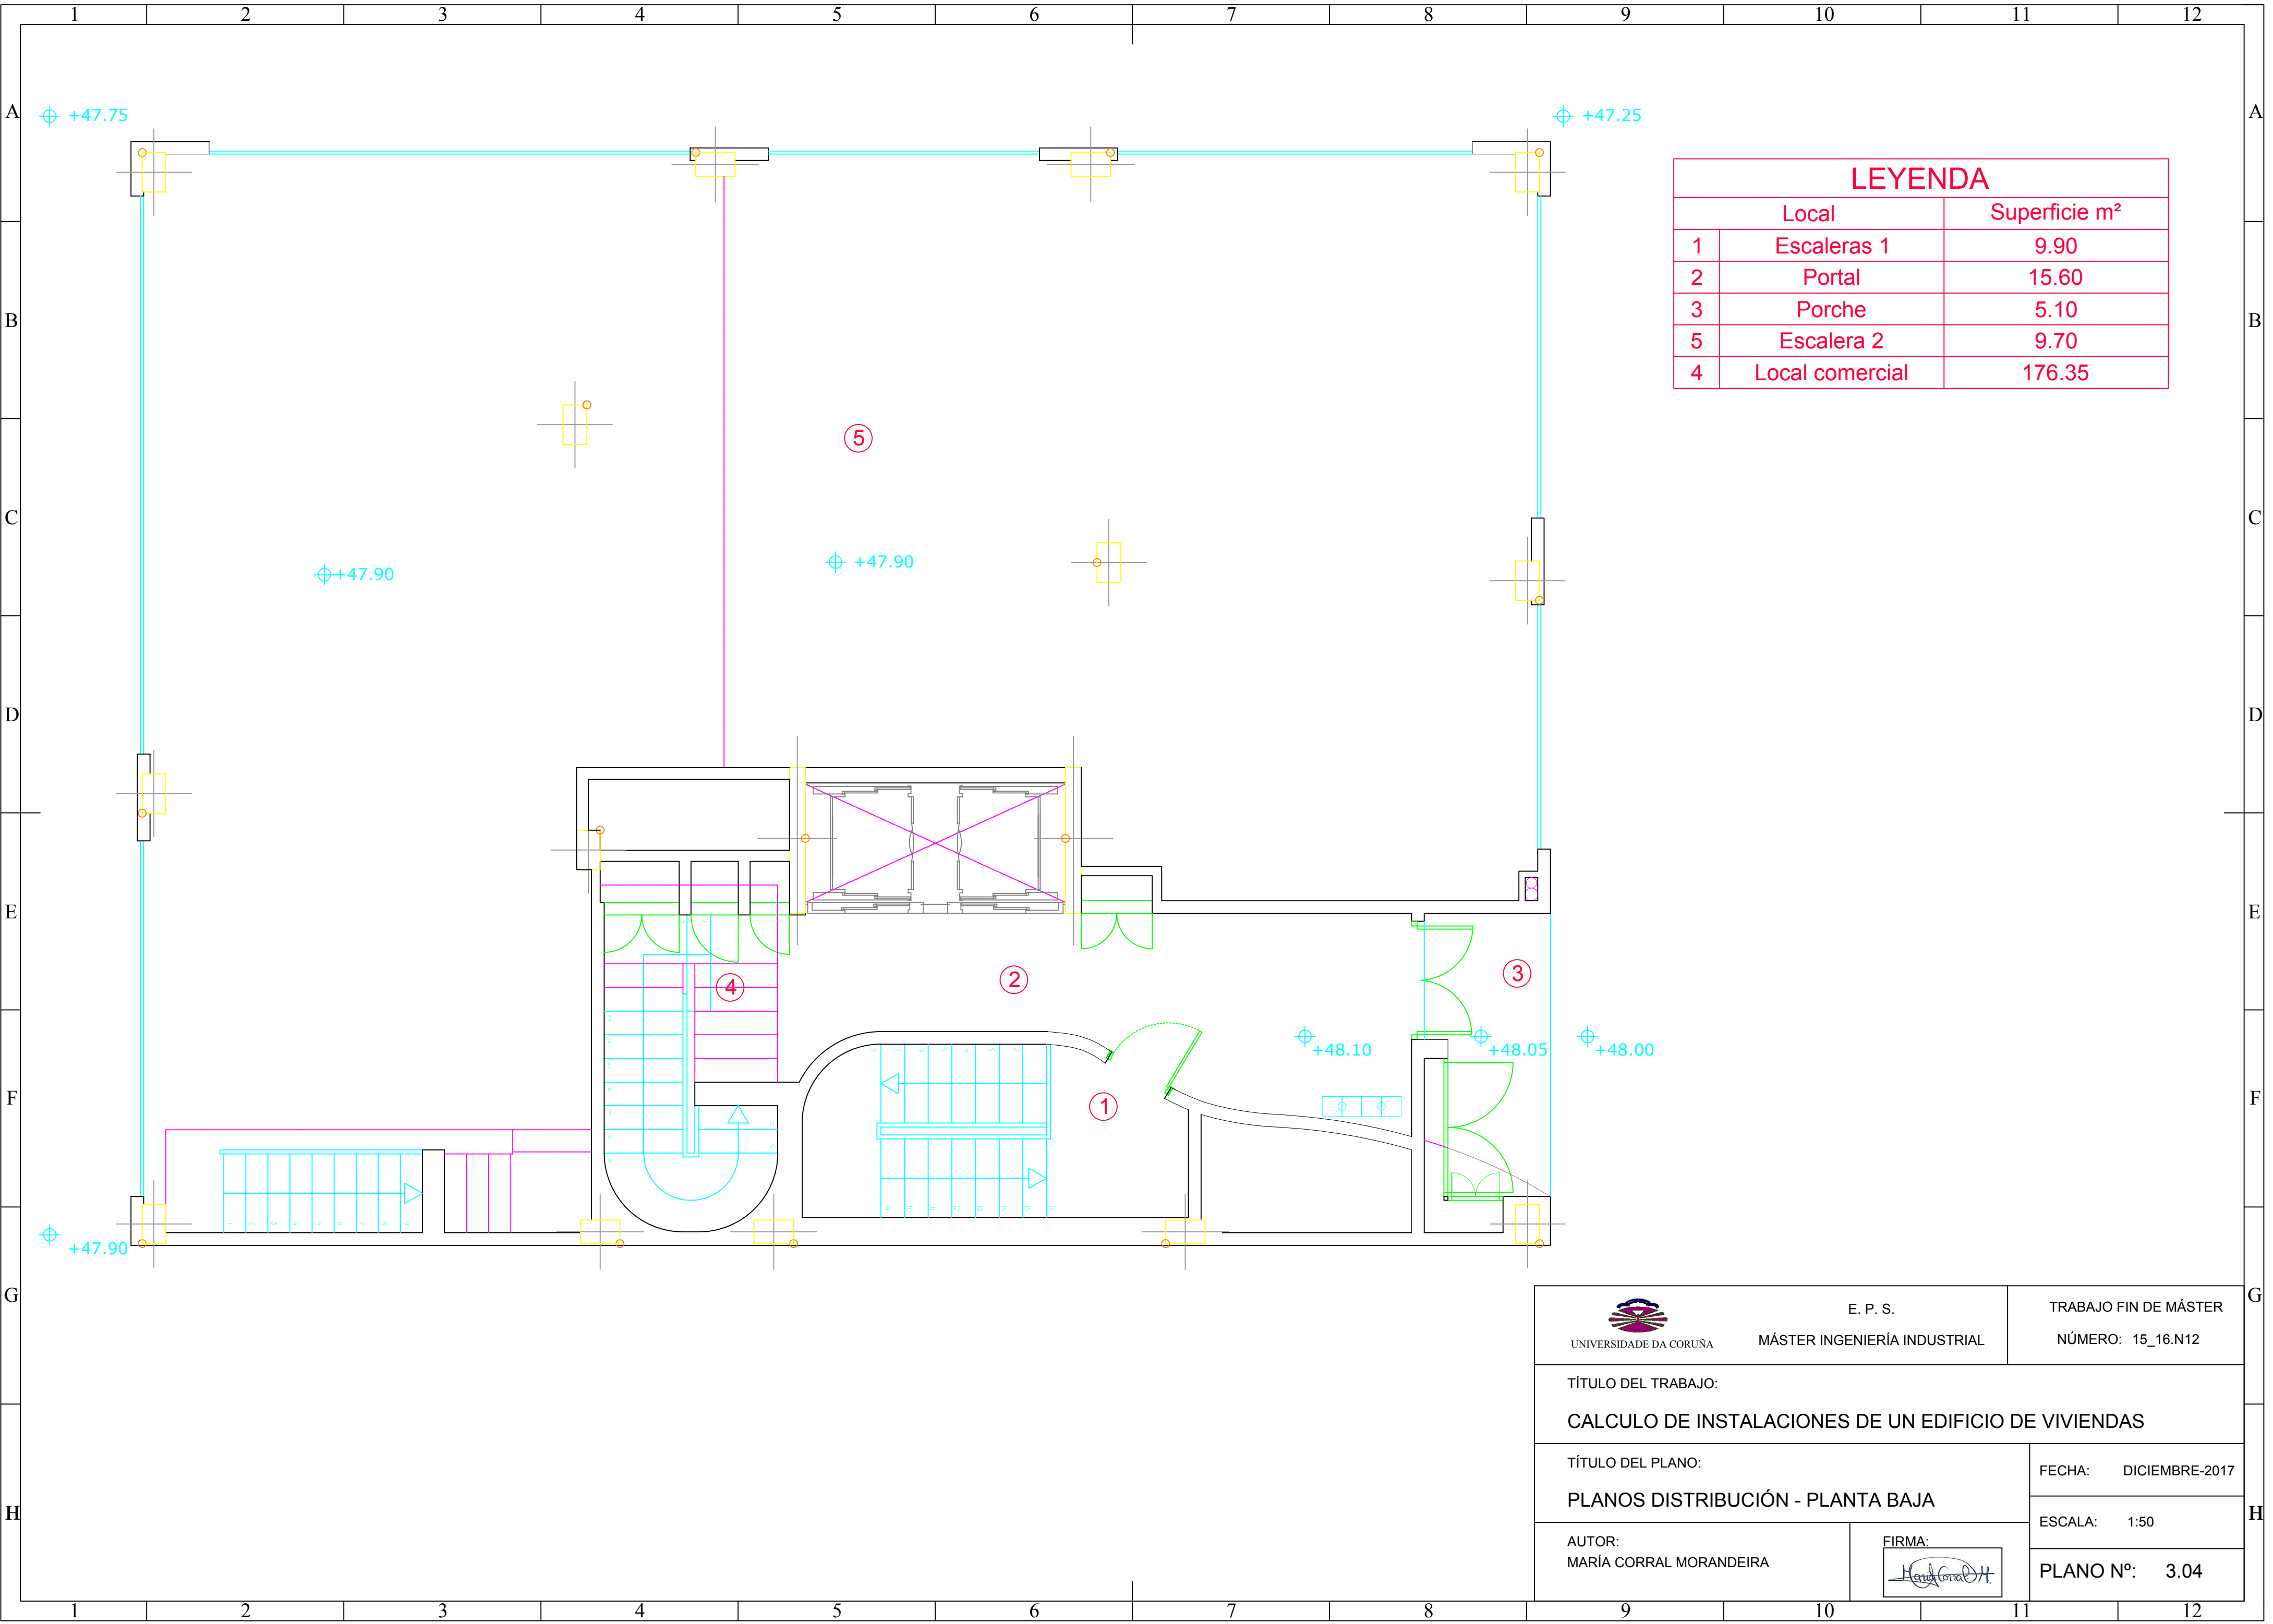 1 2 3 4 5 6 7 8 9 10 11 12
A A
+47.75 +47.25
LEYENDA
Local Superficie m²
1 Escaleras 1 9.90
2 Portal 15.60
3 Porche 5.10
5 Escalera 2 9.70
4 Local comercial 176.35
B B
5
C C
+47.90 +47.90
D D
E E
4 2 3
+48.10 +48.05 +48.00
F F
1
+47.90
G G
UNIVERSIDADE DA CORUÑA
E. P. S.
MÁSTER INGENIERÍA INDUSTRIAL
TRABAJO FIN DE MÁSTER
NÚMERO: 15_16.N12
TÍTULO DEL TRABAJO:
CALCULO DE INSTALACIONES DE UN EDIFICIO DE VIVIENDAS
TÍTULO DEL PLANO:
PLANOS DISTRIBUCIÓN - PLANTA BAJA
FECHA: DICIEMBRE-2017
H H
ESCALA: 1:50
AUTOR:
MARÍA CORRAL MORANDEIRA
FIRMA:
María Corral M.
PLANO Nº: 3.04
1 2 3 4 5 6 7 8 9 10 11 12